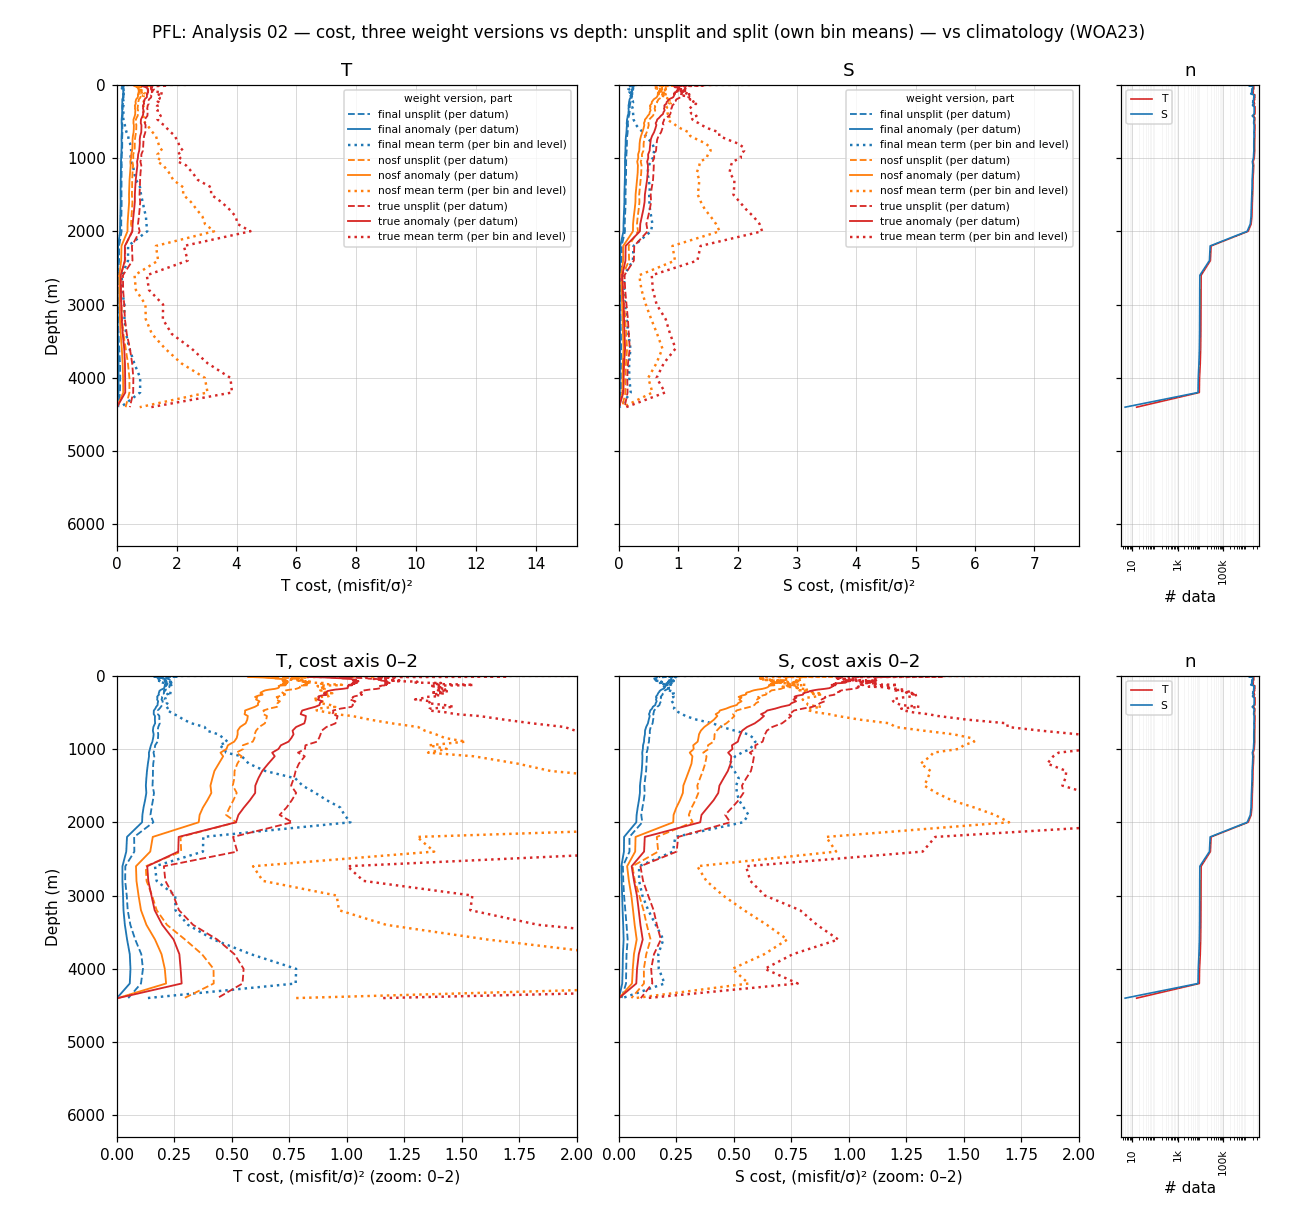 PFL: Analysis 02 — cost, three weight versions vs depth: unsplit and split (own bin means) — vs climatology (WOA23)
T
S
n
weight version, part
final unsplit (per datum)
final anomaly (per datum)
final mean term (per bin and level)
nosf unsplit (per datum)
nosf anomaly (per datum)
nosf mean term (per bin and level)
true unsplit (per datum)
true anomaly (per datum)
true mean term (per bin and level)
weight version, part
final unsplit (per datum)
final anomaly (per datum)
final mean term (per bin and level)
nosf unsplit (per datum)
nosf anomaly (per datum)
nosf mean term (per bin and level)
true unsplit (per datum)
true anomaly (per datum)
true mean term (per bin and level)
T
S
0
1000
2000
3000
4000
5000
6000
Depth (m)
0 2 4 6 8 10 12 14
T cost, (misfit/σ)²
0 1 2 3 4 5 6 7
S cost, (misfit/σ)²
10 1k 100k
# data
T, cost axis 0–2
S, cost axis 0–2
n
T
S
0
1000
2000
3000
4000
5000
6000
Depth (m)
0.00 0.25 0.50 0.75 1.00 1.25 1.50 1.75 2.00
T cost, (misfit/σ)² (zoom: 0–2)
0.00 0.25 0.50 0.75 1.00 1.25 1.50 1.75 2.00
S cost, (misfit/σ)² (zoom: 0–2)
10 1k 100k
# data